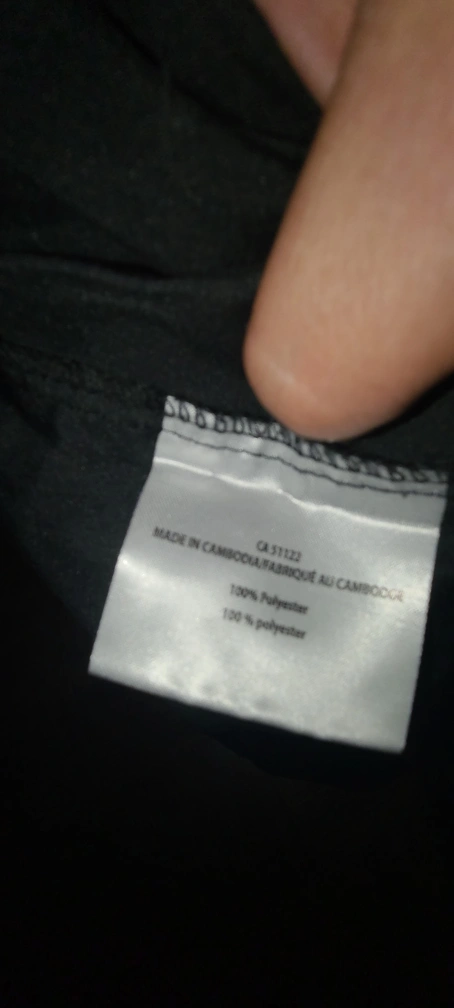 CA 51122
MADE IN CAMBODIA/FABRIQUÉ AU CAMBODGE
100% Polyester
100 % polyester